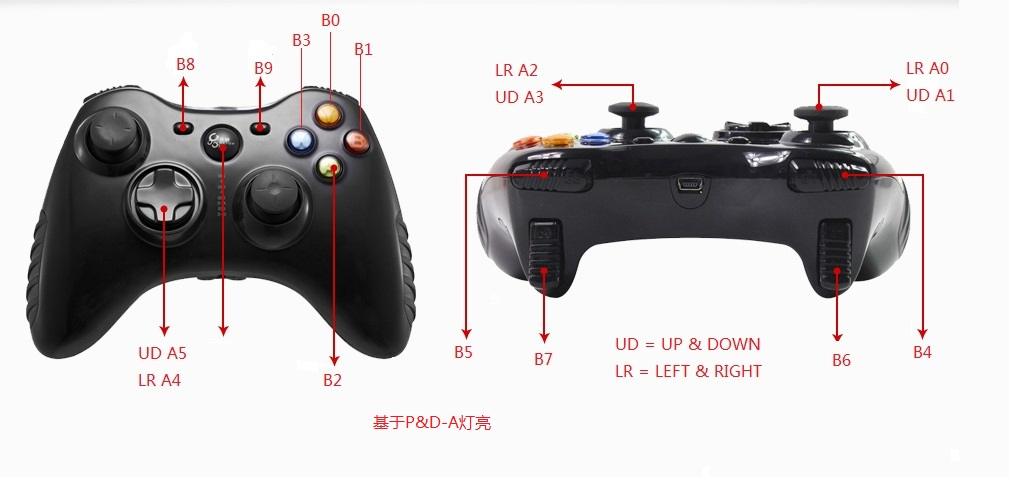 B0
B3
B1
B8
B9
LR A2
UD A3
LR A0
UD A1
B
UD A5
LR A4
B2
B5
B7
UD = UP & DOWN
LR = LEFT & RIGHT
B6
B4
基于P&D-A灯亮